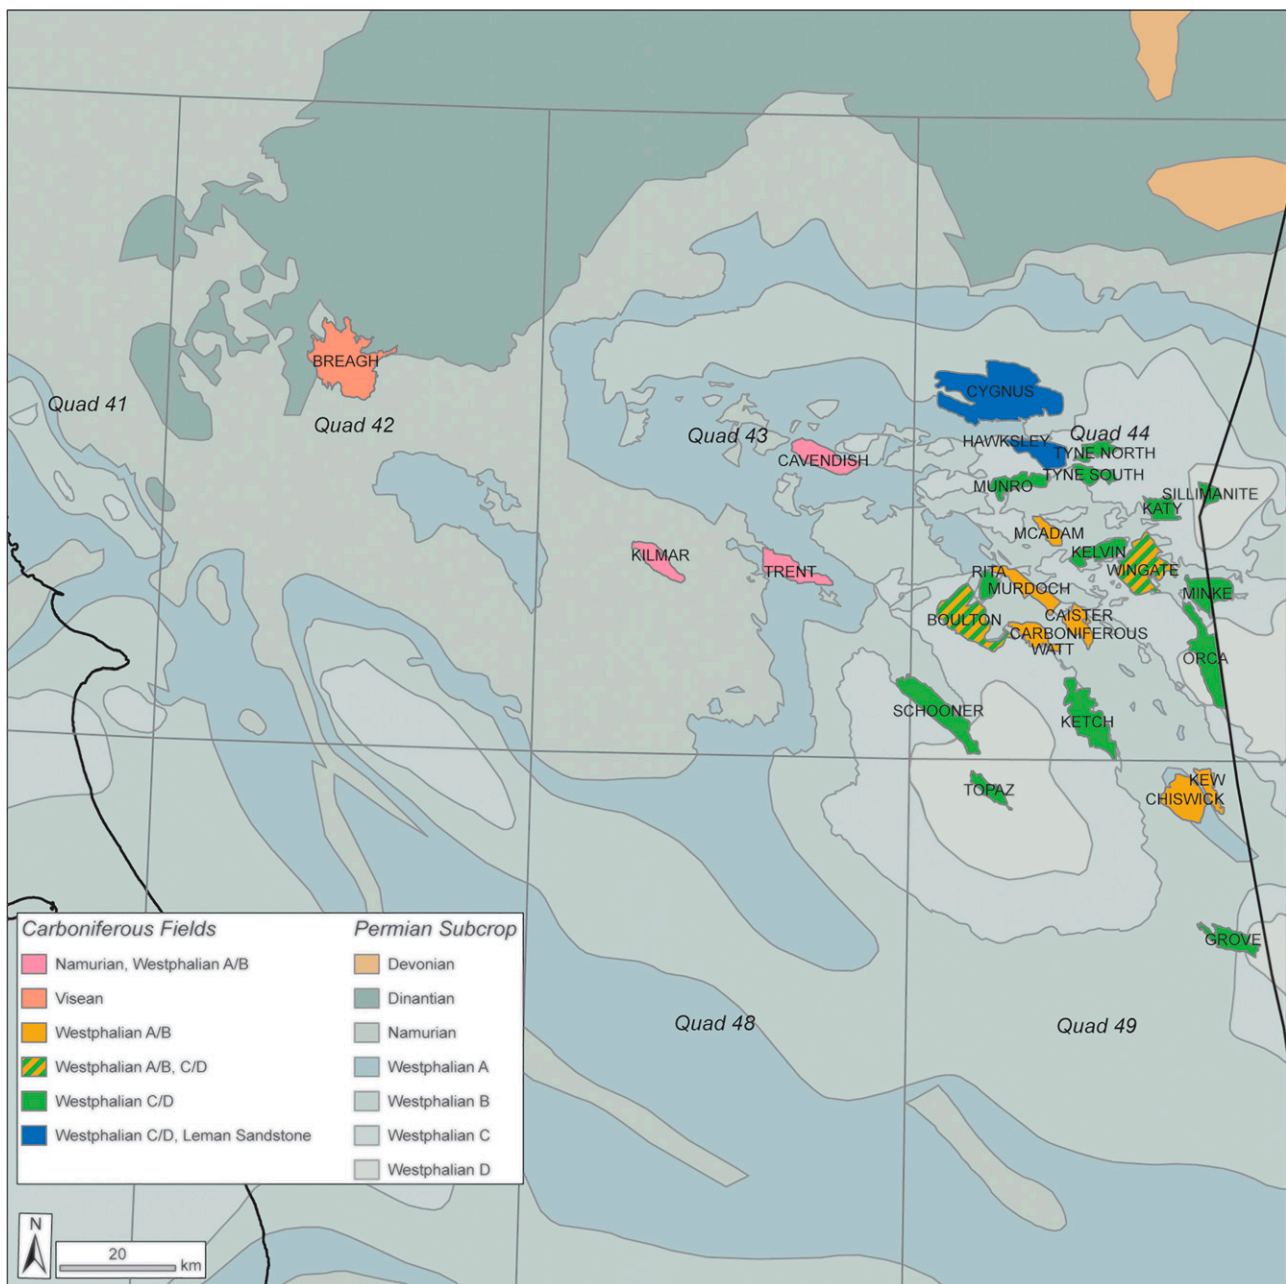 BREAGH
Quad 41
Quad 42
Quad 43
CYGNUS
HAWKSLEY
Quad 44
TYNE NORTH
CAVENDISH
TYNE SOUTH
MUNRO
SILLIMANITE
KATY
MCADAM
KILMAR
TRENT
KELVIN
WINGATE
RITA
MURDOCH
MINKE
BOULTON
CAISTER
CARBONIFEROUS
WATT
ORCA
SCHOONER
KETCH
TOPAZ
KEW
CHISWICK
GROVE
Quad 48
Quad 49
Carboniferous Fields
Namurian, Westphalian A/B
Visean
Westphalian A/B
Westphalian A/B, C/D
Westphalian C/D
Westphalian C/D, Leman Sandstone
Permian Subcrop
Devonian
Dinantian
Namurian
Westphalian A
Westphalian B
Westphalian C
Westphalian D
N
20
km